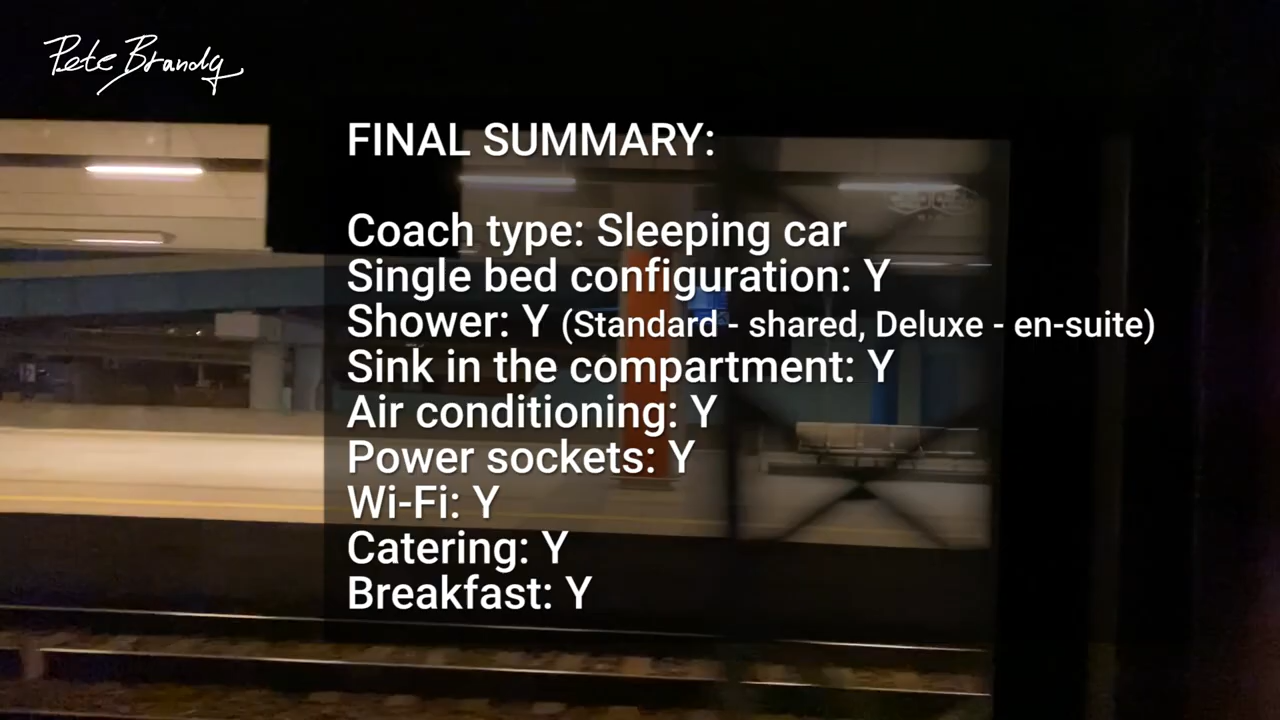 Pete Brandy
FINAL SUMMARY:
Coach type: Sleeping car
Single bed configuration: Y
Shower: Y (Standard - shared, Deluxe - en-suite)
Sink in the compartment: Y
Air conditioning: Y
Power sockets: Y
Wi-Fi: Y
Catering: Y
Breakfast: Y